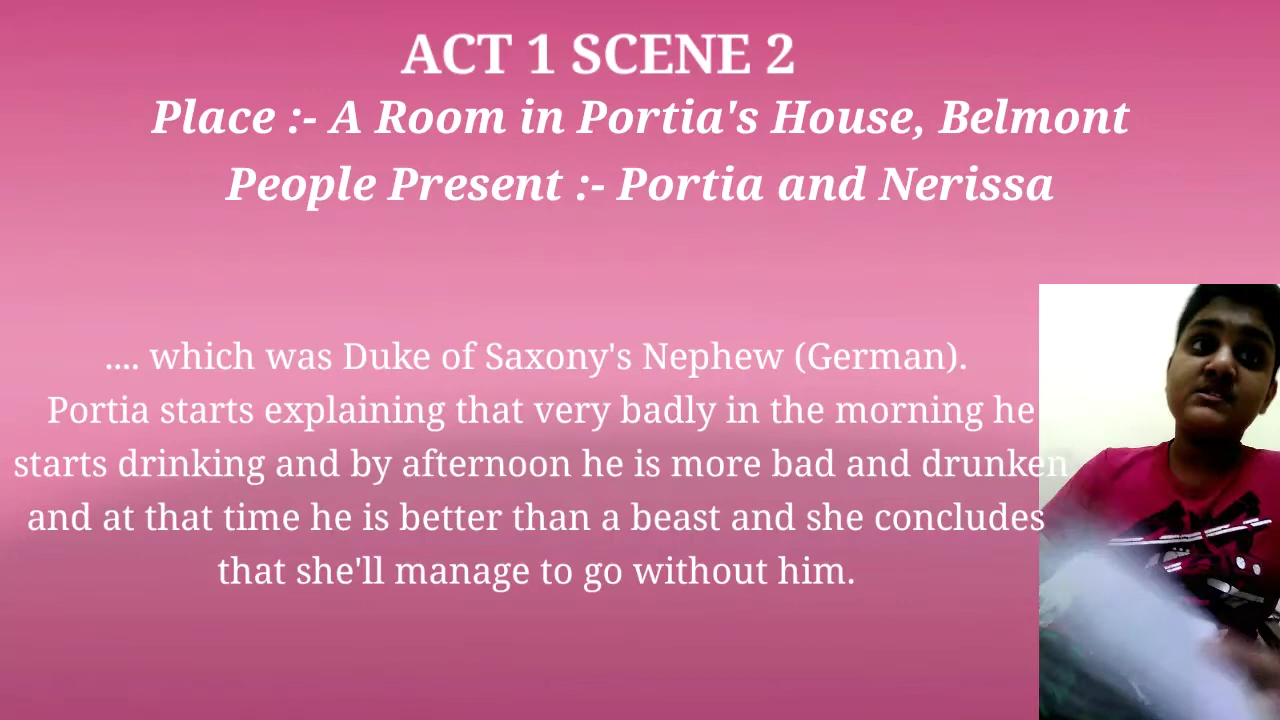 ACT 1 SCENE 2
Place :- A Room in Portia's House, Belmont
People Present :- Portia and Nerissa
.... which was Duke of Saxony's Nephew (German).
Portia starts explaining that very badly in the morning he
starts drinking and by afternoon he is more bad and drunken
and at that time he is better than a beast and she concludes
that she'll manage to go without him.